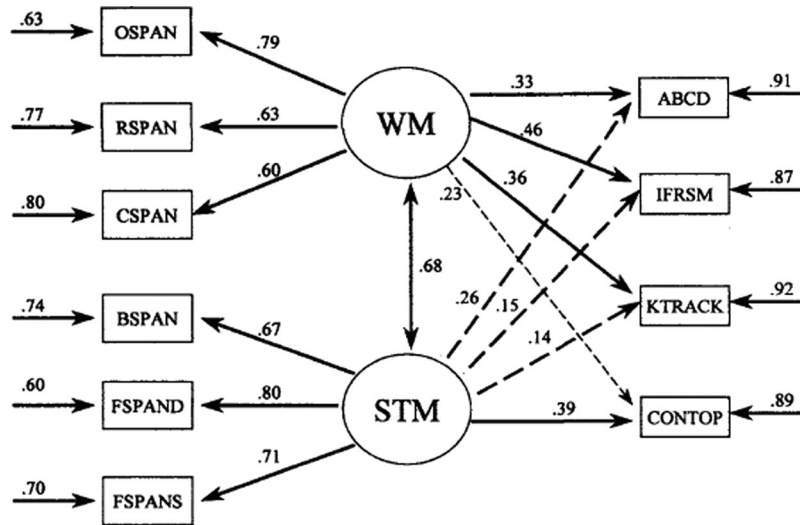 .63
OSPAN
.79
.77
RSPAN
.63
.80
CSPAN
.60
WM
.33
ABCD
.91
.46
IFRSM
.87
.36
.23
.68
.26
.15
KTRACK
.92
.14
.74
BSPAN
.67
.60
FSPAND
.80
STM
.39
CONTOP
.89
.70
FSPANS
.71